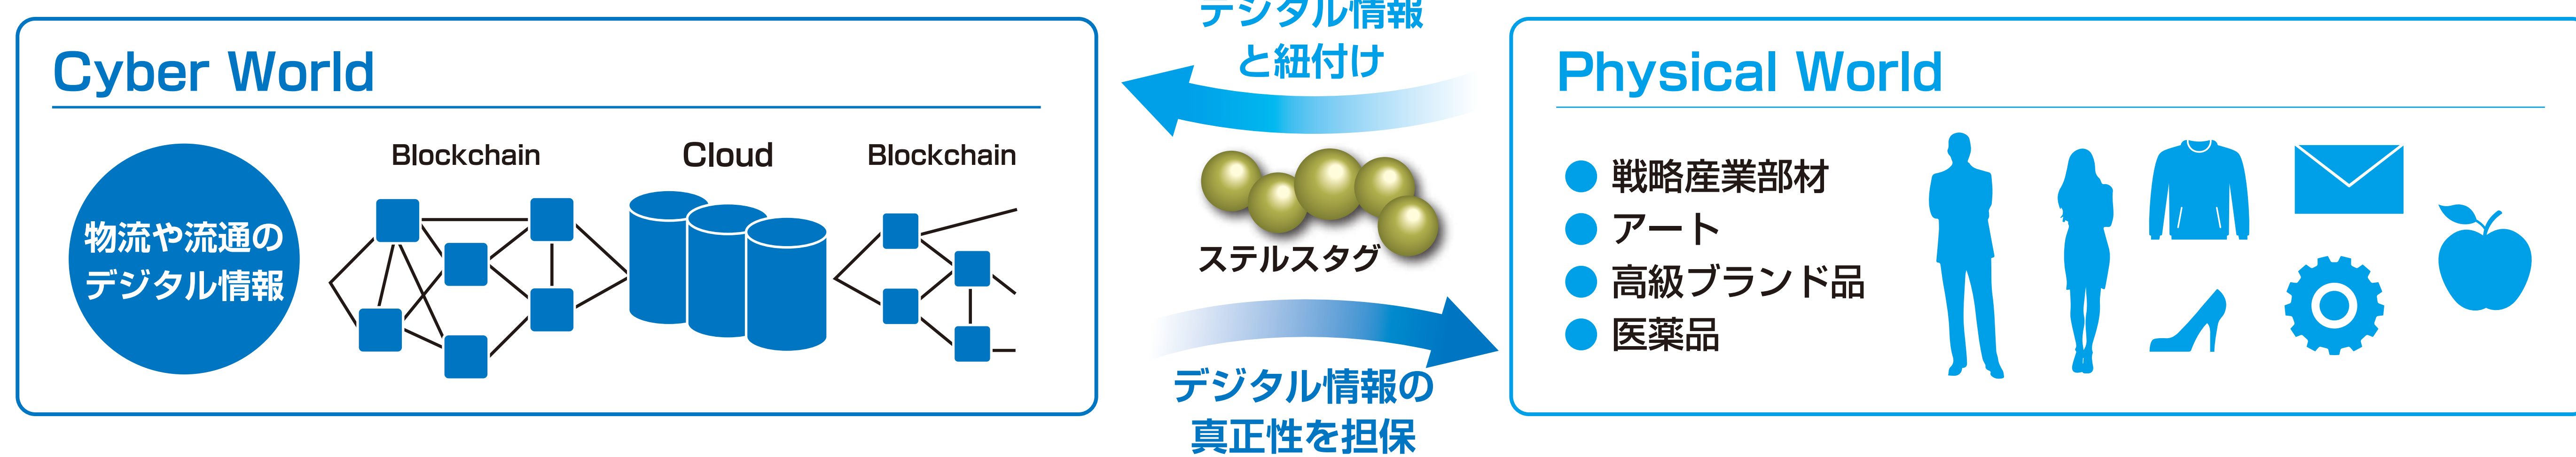 Cyber World
Blockchain
Cloud
Blockchain
物流や流通の
デジタル情報
デジタル情報
と紐付け
ステルスタグ
デジタル情報の
真正性を担保
Physical World
戦略産業部材
アート
高級ブランド品
医薬品